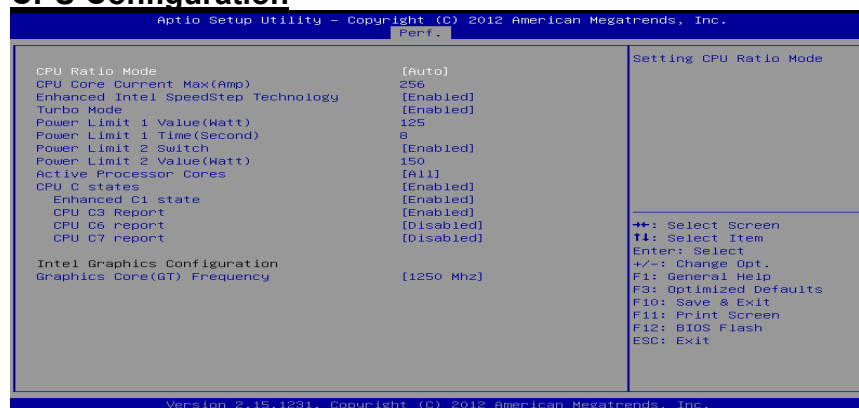 CPU Configuration
Aptio Setup Utility – Copyright (C) 2012 American Megatrends, Inc.
Perf.
CPU Ratio Mode [Auto]
CPU Core Current Max(Amp) 256
Enhanced Intel SpeedStep Technology [Enabled]
Turbo Mode [Enabled]
Power Limit 1 Value(Watt) 125
Power Limit 1 Time(Second) 8
Power Limit 2 Switch [Enabled]
Power Limit 2 Value(Watt) 150
Active Processor Cores [All]
CPU C states [Enabled]
Enhanced C1 state [Enabled]
CPU C3 Report [Enabled]
CPU C6 report [Disabled]
CPU C7 report [Disabled]
Intel Graphics Configuration
Graphics Core(GT) Frequency [1250 Mhz]
Setting CPU Ratio Mode
→←: Select Screen
↑↓: Select Item
Enter: Select
+/-: Change Opt.
F1: General Help
F3: Optimized Defaults
F10: Save & Exit
F11: Print Screen
F12: BIOS Flash
ESC: Exit
Version 2.15.1231. Copyright (C) 2012 American Megatrends, Inc.